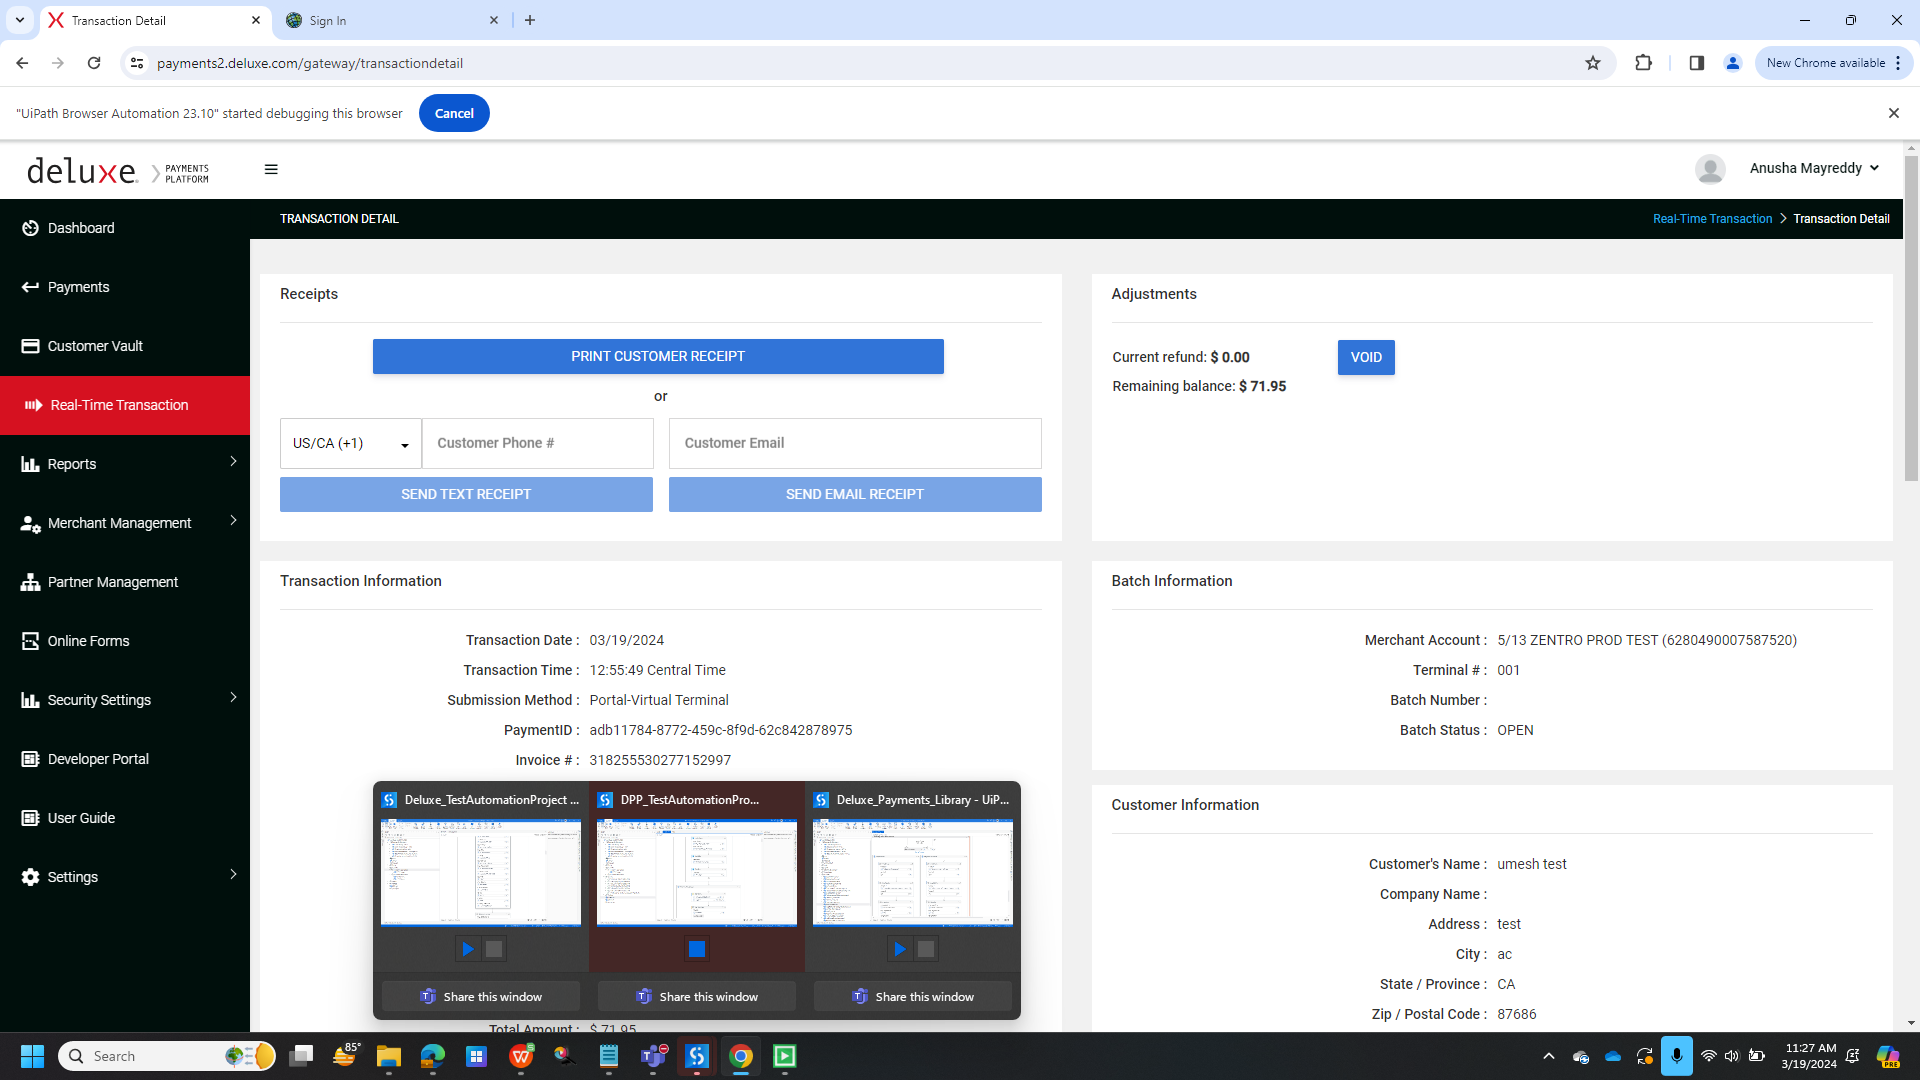 Transaction Detail
Sign In
payments2.deluxe.com/gateway/transactiondetail
New Chrome available
"UiPath Browser Automation 23.10" started debugging this browser
Cancel
deluxe. PAYMENTS PLATFORM
Anusha Mayreddy
TRANSACTION DETAIL
Real-Time Transaction > Transaction Detail
Dashboard
Payments
Customer Vault
Real-Time Transaction
Reports
Merchant Management
Partner Management
Online Forms
Security Settings
Developer Portal
User Guide
Settings
Receipts
PRINT CUSTOMER RECEIPT
or
US/CA (+1)
Customer Phone #
Customer Email
SEND TEXT RECEIPT
SEND EMAIL RECEIPT
Adjustments
Current refund: $ 0.00
VOID
Remaining balance: $ 71.95
Transaction Information
Transaction Date : 03/19/2024
Transaction Time : 12:55:49 Central Time
Submission Method : Portal-Virtual Terminal
PaymentID : adb11784-8772-459c-8f9d-62c842878975
Invoice # : 318255530277152997
Total Amount : $ 71.95
Batch Information
Merchant Account : 5/13 ZENTRO PROD TEST (6280490007587520)
Terminal # : 001
Batch Number :
Batch Status : OPEN
Customer Information
Customer's Name : umesh test
Company Name :
Address : test
City : ac
State / Province : CA
Zip / Postal Code : 87686
Deluxe_TestAutomationProject ...
DPP_TestAutomationPro...
Deluxe_Payments_Library - UiP...
Share this window
Share this window
Share this window
Search
85°
11:27 AM
3/19/2024
PRE